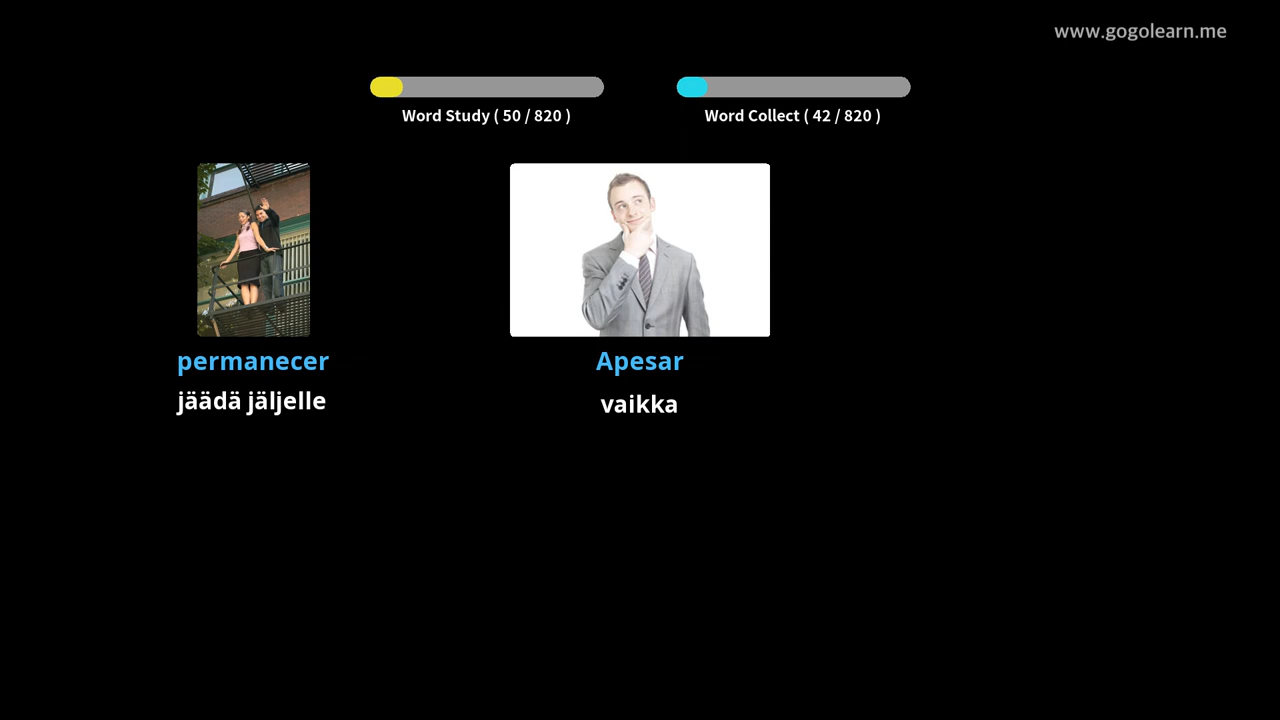 www.gogolearn.me
Word Study ( 50 / 820 )
Word Collect ( 42 / 820 )
permanecer
jäädä jäljelle
Apesar
vaikka